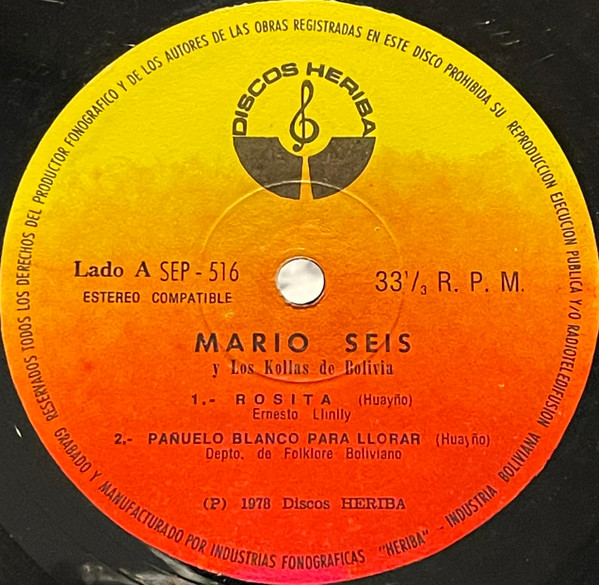 RESERVADOS TODOS LOS DERECHOS DEL PRODUCTOR FONOGRAFICO Y DE LOS AUTORES DE LAS OBRAS REGISTRADAS EN ESTE DISCO PROHIBIDA SU REPRODUCCION EJECUCION PUBLICA Y/O RADIOTELEDIFUSION
DISCOS HERIBA
Lado A SEP - 516
33 1/3 R. P. M.
ESTEREO COMPATIBLE
MARIO SEIS
y Los Kollas de Bolivia
1.- ROSITA (Huayño)
Ernesto Llnlly
2.- PAÑUELO BLANCO PARA LLORAR (Huayño)
Depto. de Folklore Boliviano
(P) 1978 Discos HERIBA
GRABADO Y MANUFACTURADO POR INDUSTRIAS FONOGRAFICAS "HERIBA" - INDUSTRIA BOLIVIANA